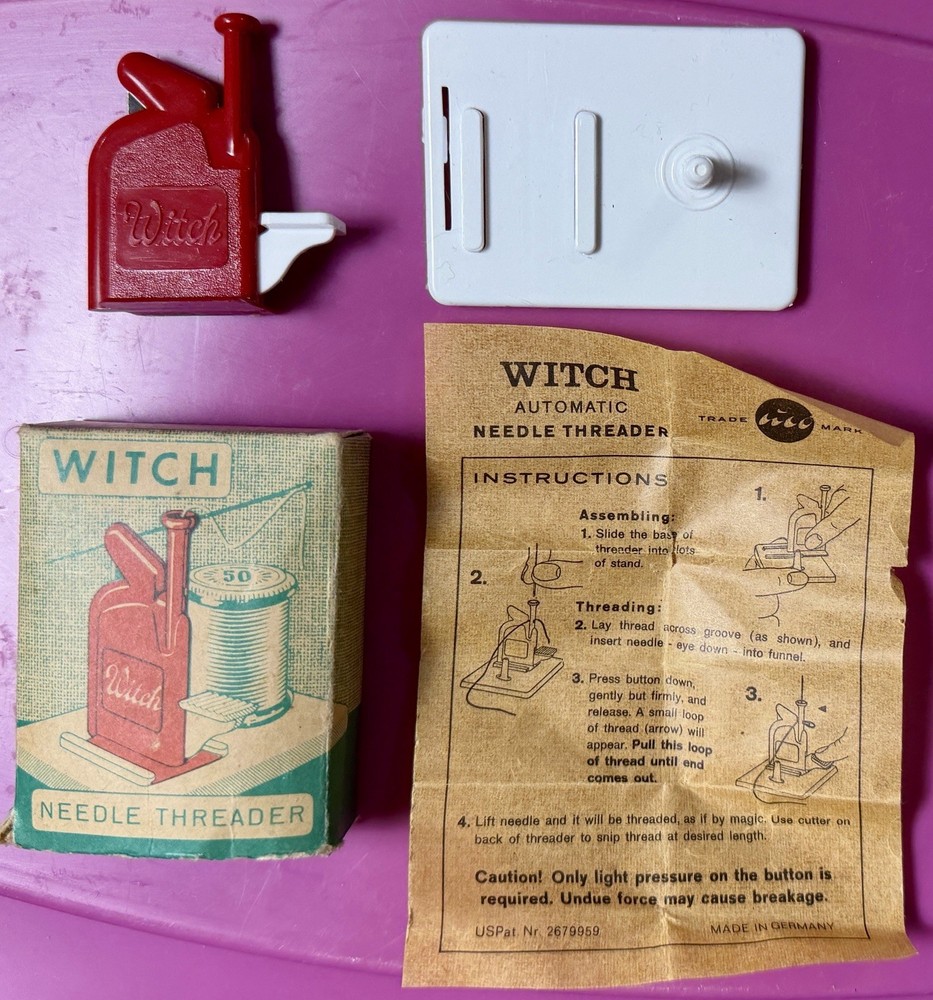 Witch
WITCH
50
Witch
NEEDLE THREADER
WITCH
AUTOMATIC
NEEDLE THREADER
TRADE wico MARK
INSTRUCTIONS
1.
Assembling:
1. Slide the base of
threader into lots
of stand.
2.
Threading:
2. Lay thread across groove (as shown), and
insert needle - eye down - into funnel.
3. Press button down,
gently but firmly, and
release. A small loop
of thread (arrow) will
appear. Pull this loop
of thread until end
comes out.
3.
4. Lift needle and it will be threaded, as if by magic. Use cutter on
back of threader to snip thread at desired length.
Caution! Only light pressure on the button is
required. Undue force may cause breakage.
USPat. Nr. 2679959
MADE IN GERMANY